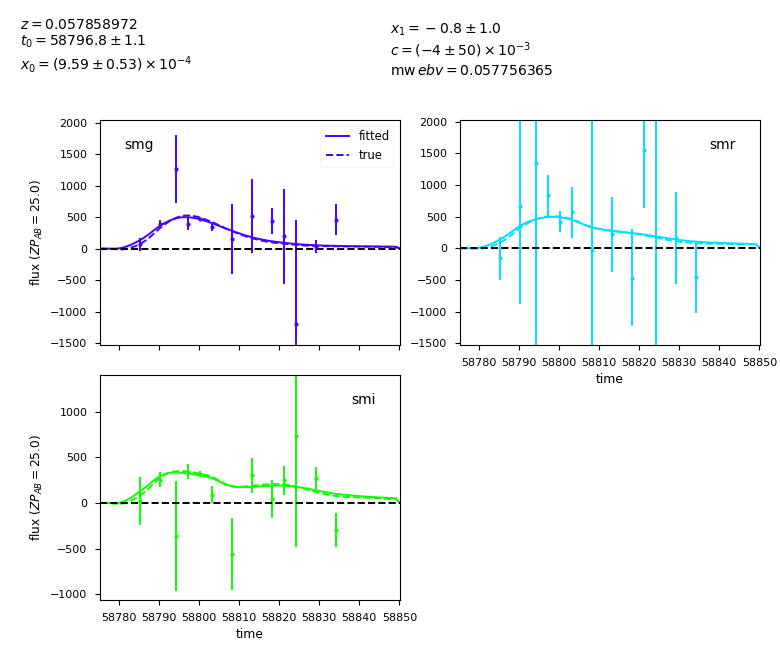 z = 0.057858972
t₀ = 58796.8 ± 1.1
x₀ = (9.59 ± 0.53) × 10⁻⁴
x₁ = −0.8 ± 1.0
c = (−4 ± 50) × 10⁻³
mw ebv = 0.057756365
smg
fitted
true
2000
1500
1000
500
0
−500
−1000
−1500
flux (ZP_AB = 25.0)
smr
2000
1500
1000
500
0
−500
−1000
−1500
58780 58790 58800 58810 58820 58830 58840 58850
time
smi
1000
500
0
−500
−1000
flux (ZP_AB = 25.0)
58780 58790 58800 58810 58820 58830 58840 58850
time